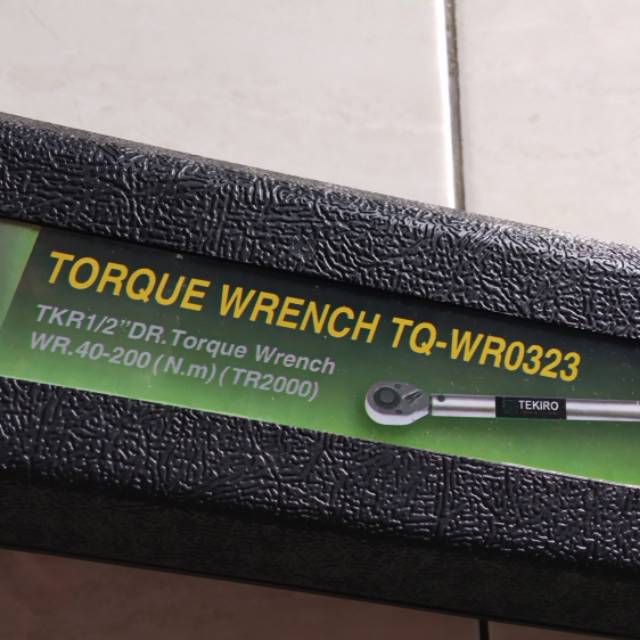 TORQUE WRENCH TQ-WR0323
TKR1/2"DR.Torque Wrench
WR.40-200(N.m)(TR2000)
TEKIRO